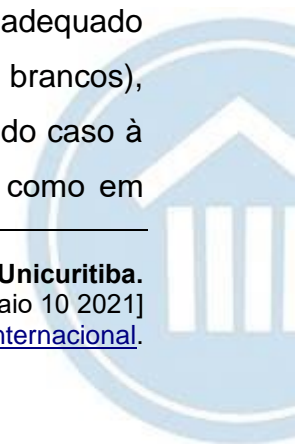 adequado
brancos),
do caso à
como em
Unicuritiba.
aio 10 2021]
nternacional.